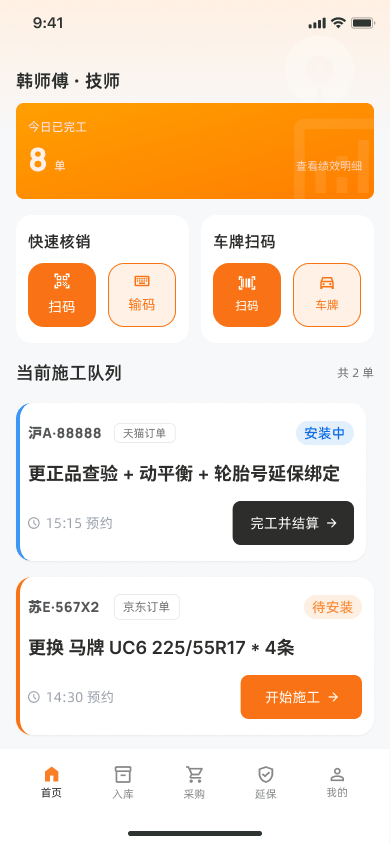 9:41
韩师傅 · 技师
今日已完工
8 单
查看绩效明细
快速核销
车牌扫码
扫码
输码
扫码
车牌
当前施工队列
共 2 单
沪A·88888
天猫订单
安装中
更正品查验 + 动平衡 + 轮胎号延保绑定
15:15 预约
完工并结算 →
苏E·567X2
京东订单
待安装
更换 马牌 UC6 225/55R17 * 4条
14:30 预约
开始施工 →
首页
入库
采购
延保
我的